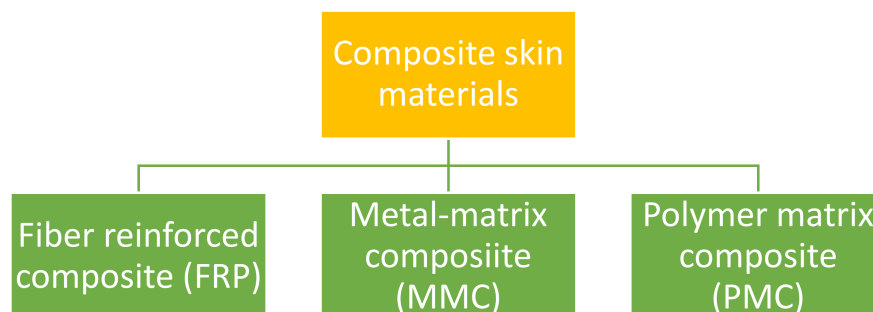 Composite skin
materials
Fiber reinforced
composite (FRP)
Metal-matrix
composiite
(MMC)
Polymer matrix
composite
(PMC)